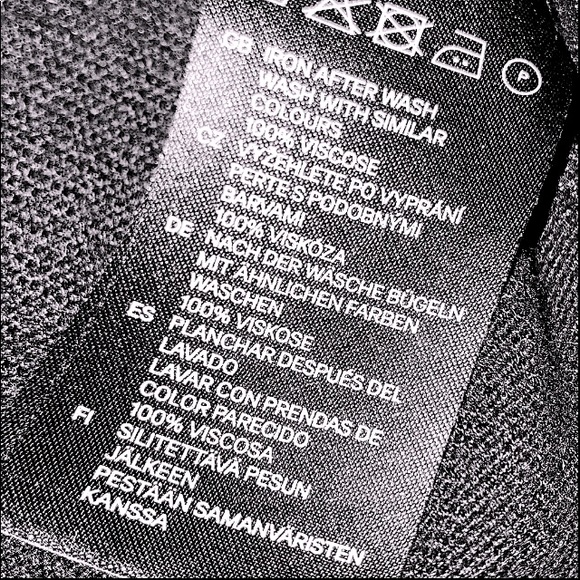 P
GB IRON AFTER WASH
WASH WITH SIMILAR
COLOURS
100% VISCOSE
CZ VYŽEHLETE PO VYPRÁNÍ
PERTE S PODOBNÝMI
BARVAMI
100% VISKOZA
DE NACH DER WÄSCHE BÜGELN
MIT ÄHNLICHEN FARBEN
WASCHEN
100% VISKOSE
ES PLANCHAR DESPUÉS DEL
LAVADO
LAVAR CON PRENDAS DE
COLOR PARECIDO
100% VISCOSA
FI SILITETTÄVÄ PESUN
JÄLKEEN
PESTÄÄN SAMANVÄRISTEN
KANSSA